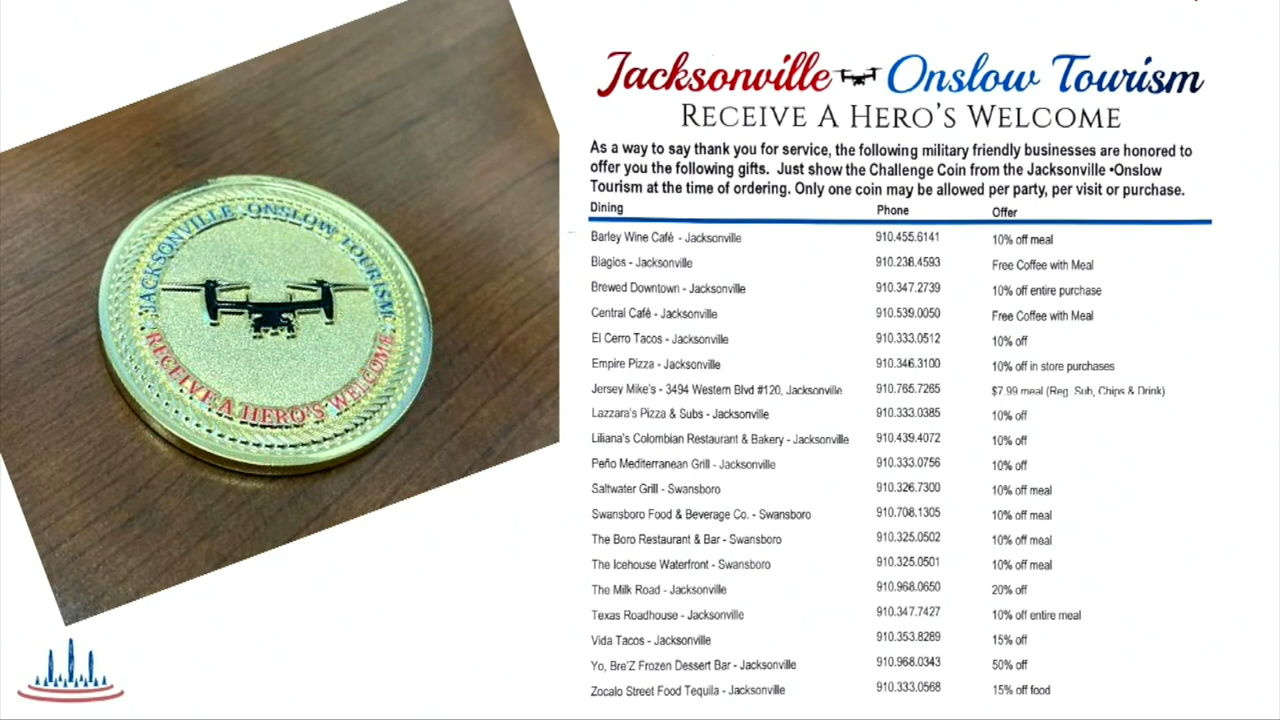 JACKSONVILLE ONSLOW TOURISM
RECEIVE A HERO'S WELCOME
Jacksonville Onslow Tourism
RECEIVE A HERO'S WELCOME
As a way to say thank you for service, the following military friendly businesses are honored to
offer you the following gifts. Just show the Challenge Coin from the Jacksonville •Onslow
Tourism at the time of ordering. Only one coin may be allowed per party, per visit or purchase.
Dining Phone Offer
Barley Wine Café - Jacksonville 910.455.6141 10% off meal
Biagios - Jacksonville 910.238.4593 Free Coffee with Meal
Brewed Downtown - Jacksonville 910.347.2739 10% off entire purchase
Central Café - Jacksonville 910.539.0050 Free Coffee with Meal
El Cerro Tacos - Jacksonville 910.333.0512 10% off
Empire Pizza - Jacksonville 910.346.3100 10% off in store purchases
Jersey Mike's - 3494 Western Blvd #120, Jacksonville 910.765.7265 $7.99 meal (Reg. Sub, Chips & Drink)
Lazzara's Pizza & Subs - Jacksonville 910.333.0385 10% off
Liliana's Colombian Restaurant & Bakery - Jacksonville 910.439.4072 10% off
Peño Mediterranean Grill - Jacksonville 910.333.0756 10% off
Saltwater Grill - Swansboro 910.326.7300 10% off meal
Swansboro Food & Beverage Co. - Swansboro 910.708.1305 10% off meal
The Boro Restaurant & Bar - Swansboro 910.325.0502 10% off meal
The Icehouse Waterfront - Swansboro 910.325.0501 10% off meal
The Milk Road - Jacksonville 910.968.0650 20% off
Texas Roadhouse - Jacksonville 910.347.7427 10% off entire meal
Vida Tacos - Jacksonville 910.353.8289 15% off
Yo, Bre'Z Frozen Dessert Bar - Jacksonville 910.968.0343 50% off
Zocalo Street Food Tequila - Jacksonville 910.333.0568 15% off food